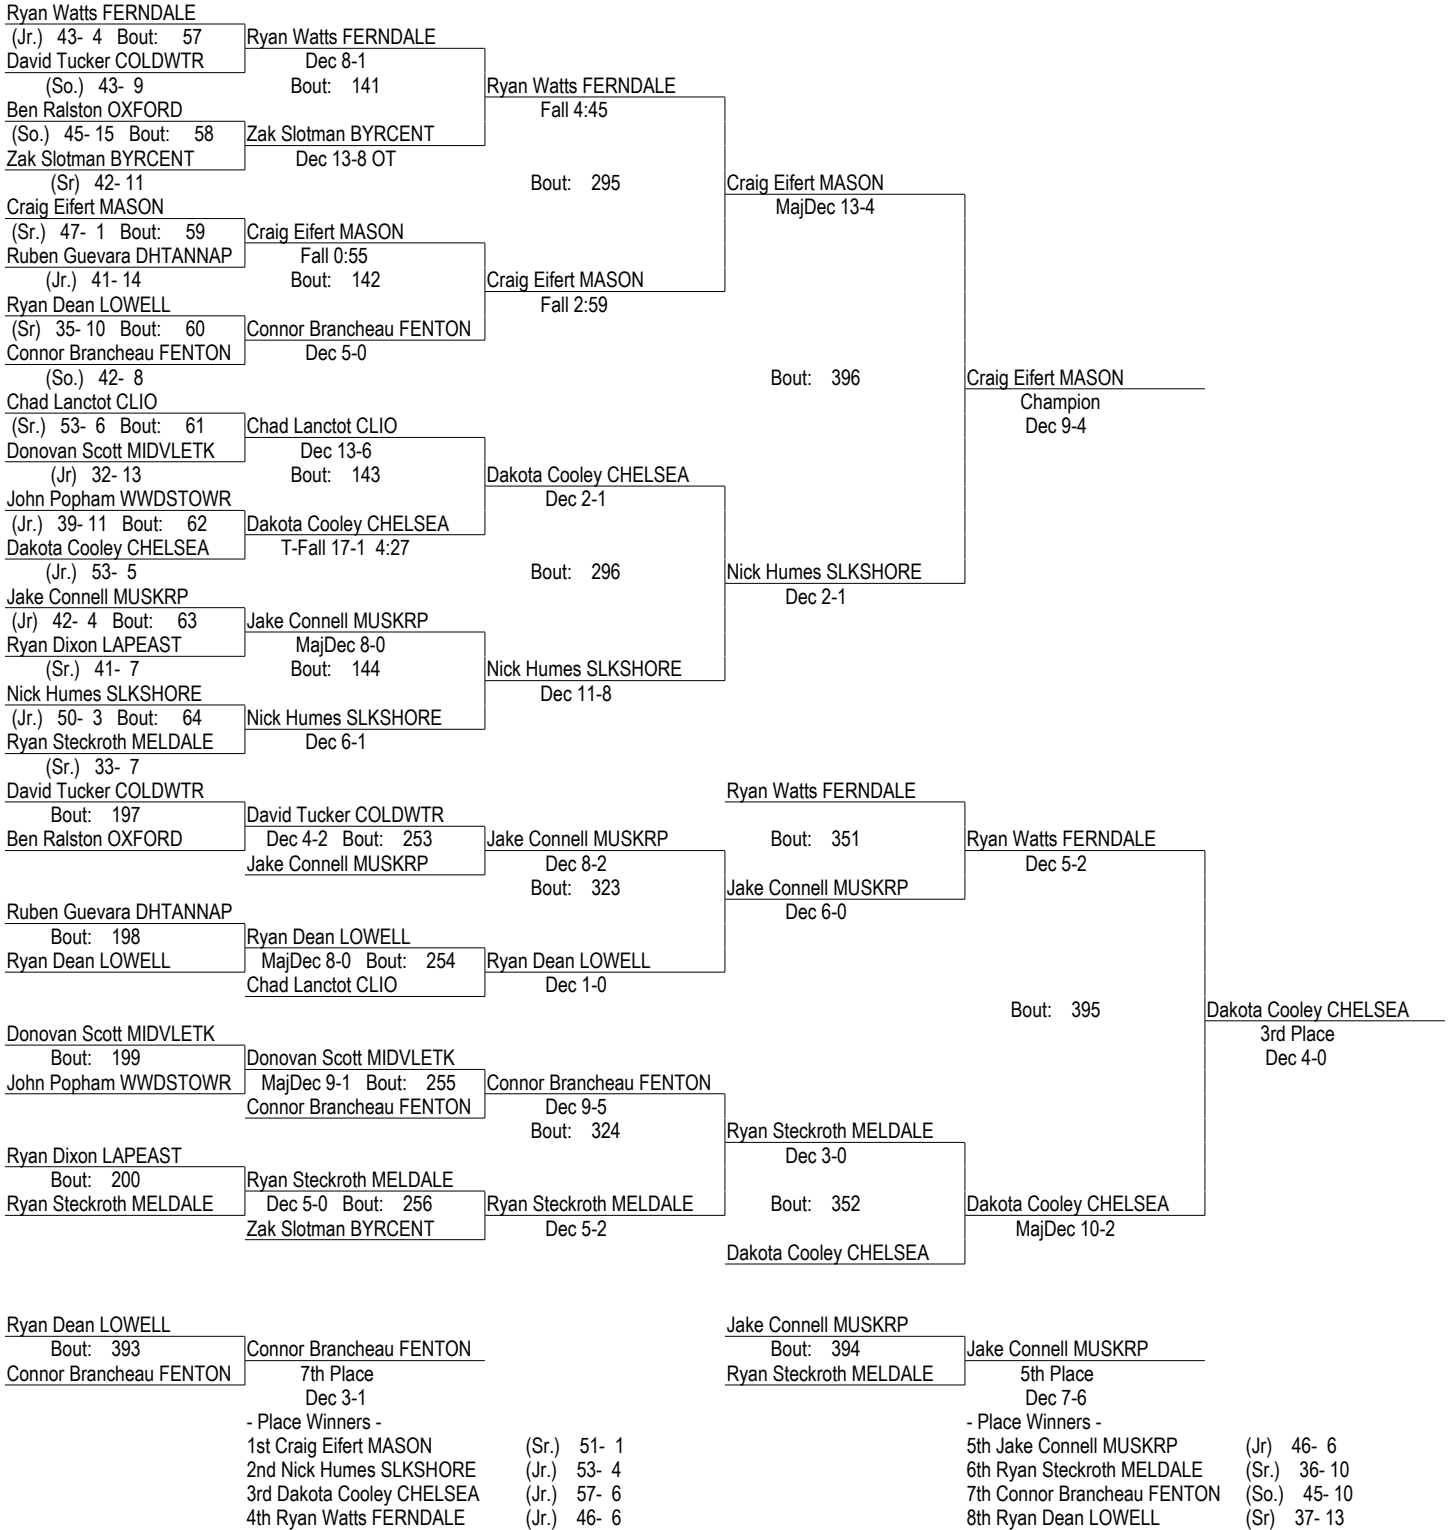 Ryan Watts FERNDALE
(Jr.) 43- 4 Bout: 57 Ryan Watts FERNDALE
David Tucker COLDWTR Dec 8-1
(So.) 43- 9 Bout: 141 Ryan Watts FERNDALE
Ben Ralston OXFORD Fall 4:45
(So.) 45- 15 Bout: 58 Zak Slotman BYRCENT
Zak Slotman BYRCENT Dec 13-8 OT
(Sr) 42- 11 Bout: 295 Craig Eifert MASON
Craig Eifert MASON MajDec 13-4
(Sr.) 47- 1 Bout: 59 Craig Eifert MASON
Ruben Guevara DHTANNAP Fall 0:55
(Jr.) 41- 14 Bout: 142 Craig Eifert MASON
Ryan Dean LOWELL Fall 2:59
(Sr) 35- 10 Bout: 60 Connor Brancheau FENTON
Connor Brancheau FENTON Dec 5-0
(So.) 42- 8 Bout: 396 Craig Eifert MASON
Chad Lanctot CLIO Champion
(Sr.) 53- 6 Bout: 61 Chad Lanctot CLIO Dec 9-4
Donovan Scott MIDVLETK Dec 13-6
(Jr) 32- 13 Bout: 143 Dakota Cooley CHELSEA
John Popham WWDSTOWR Dec 2-1
(Jr.) 39- 11 Bout: 62 Dakota Cooley CHELSEA
Dakota Cooley CHELSEA T-Fall 17-1 4:27
(Jr.) 53- 5 Bout: 296 Nick Humes SLKSHORE
Jake Connell MUSKRP Dec 2-1
(Jr) 42- 4 Bout: 63 Jake Connell MUSKRP
Ryan Dixon LAPEAST MajDec 8-0
(Sr.) 41- 7 Bout: 144 Nick Humes SLKSHORE
Nick Humes SLKSHORE Dec 11-8
(Jr.) 50- 3 Bout: 64 Nick Humes SLKSHORE
Ryan Steckroth MELDALE Dec 6-1
(Sr.) 33- 7
David Tucker COLDWTR Ryan Watts FERNDALE
Bout: 197 David Tucker COLDWTR
Ben Ralston OXFORD Dec 4-2 Bout: 253 Jake Connell MUSKRP Bout: 351 Ryan Watts FERNDALE
Jake Connell MUSKRP Dec 8-2 Dec 5-2
Bout: 323 Jake Connell MUSKRP
Ruben Guevara DHTANNAP Dec 6-0
Bout: 198 Ryan Dean LOWELL
Ryan Dean LOWELL MajDec 8-0 Bout: 254 Ryan Dean LOWELL
Chad Lanctot CLIO Dec 1-0
Bout: 395 Dakota Cooley CHELSEA
Donovan Scott MIDVLETK 3rd Place
Bout: 199 Donovan Scott MIDVLETK Dec 4-0
John Popham WWDSTOWR MajDec 9-1 Bout: 255 Connor Brancheau FENTON
Connor Brancheau FENTON Dec 9-5
Bout: 324 Ryan Steckroth MELDALE
Ryan Dixon LAPEAST Dec 3-0
Bout: 200 Ryan Steckroth MELDALE
Ryan Steckroth MELDALE Dec 5-0 Bout: 256 Ryan Steckroth MELDALE Bout: 352 Dakota Cooley CHELSEA
Zak Slotman BYRCENT Dec 5-2 MajDec 10-2
Dakota Cooley CHELSEA
Ryan Dean LOWELL Jake Connell MUSKRP
Bout: 393 Connor Brancheau FENTON Bout: 394 Jake Connell MUSKRP
Connor Brancheau FENTON 7th Place Ryan Steckroth MELDALE 5th Place
Dec 3-1 Dec 7-6
- Place Winners - - Place Winners -
1st Craig Eifert MASON (Sr.) 51- 1 5th Jake Connell MUSKRP (Jr) 46- 6
2nd Nick Humes SLKSHORE (Jr.) 53- 4 6th Ryan Steckroth MELDALE (Sr.) 36- 10
3rd Dakota Cooley CHELSEA (Jr.) 57- 6 7th Connor Brancheau FENTON (So.) 45- 10
4th Ryan Watts FERNDALE (Jr.) 46- 6 8th Ryan Dean LOWELL (Sr) 37- 13